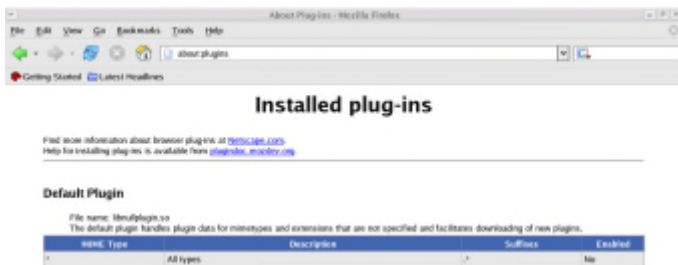 About Plug-ins - Mozilla Firefox
File Edit View Go Bookmarks Tools Help
about:plugins
Getting Started Latest Headlines
Installed plug-ins
Find more information about browser plug-ins at Netscape.com.
Help for installing plug-ins is available from plugindoc.mozdev.org.
Default Plugin
File name: libnullplugin.so
The default plugin handles plugin data for mimetypes and extensions that are not specified and facilitates downloading of new plugins.
MIME Type Description Suffixes Enabled
* All types .* No